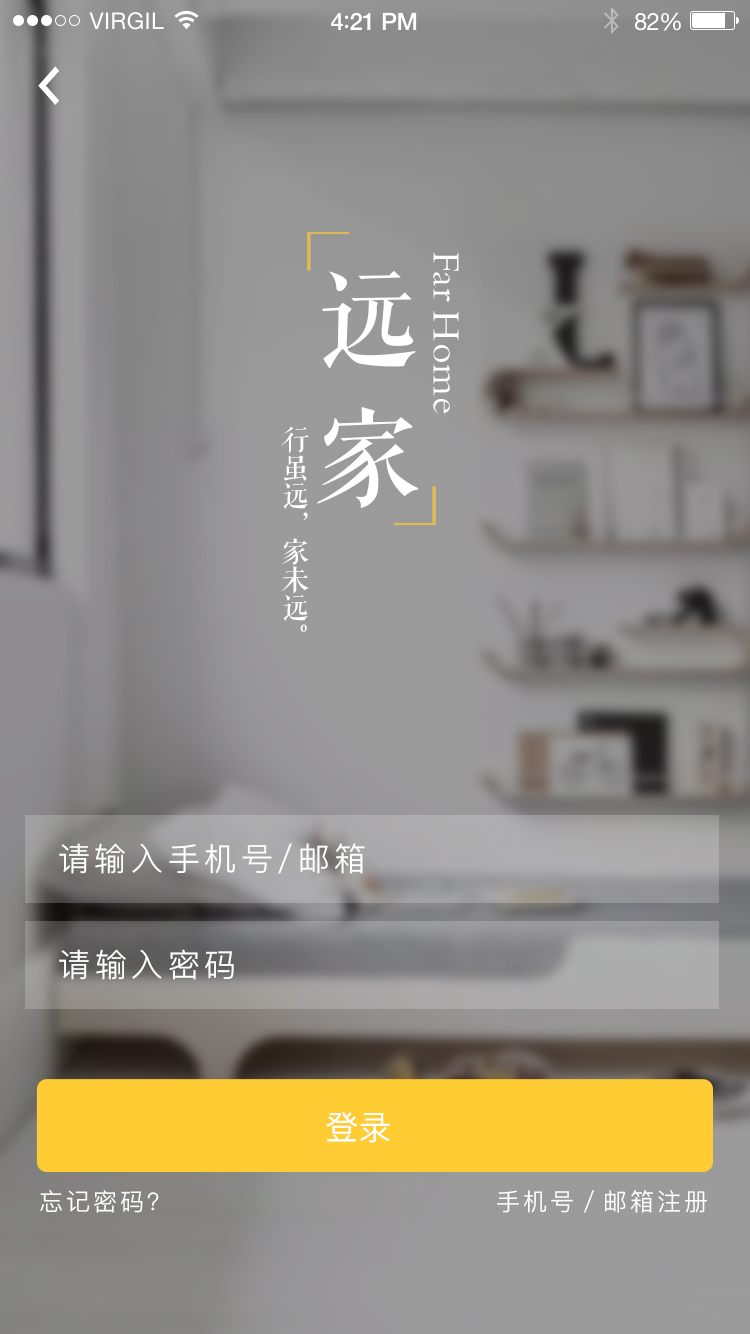 VIRGIL
4:21 PM
82%
远家
Far Home
行虽远，家未远。
请输入手机号/邮箱
请输入密码
登录
忘记密码?
手机号 / 邮箱注册